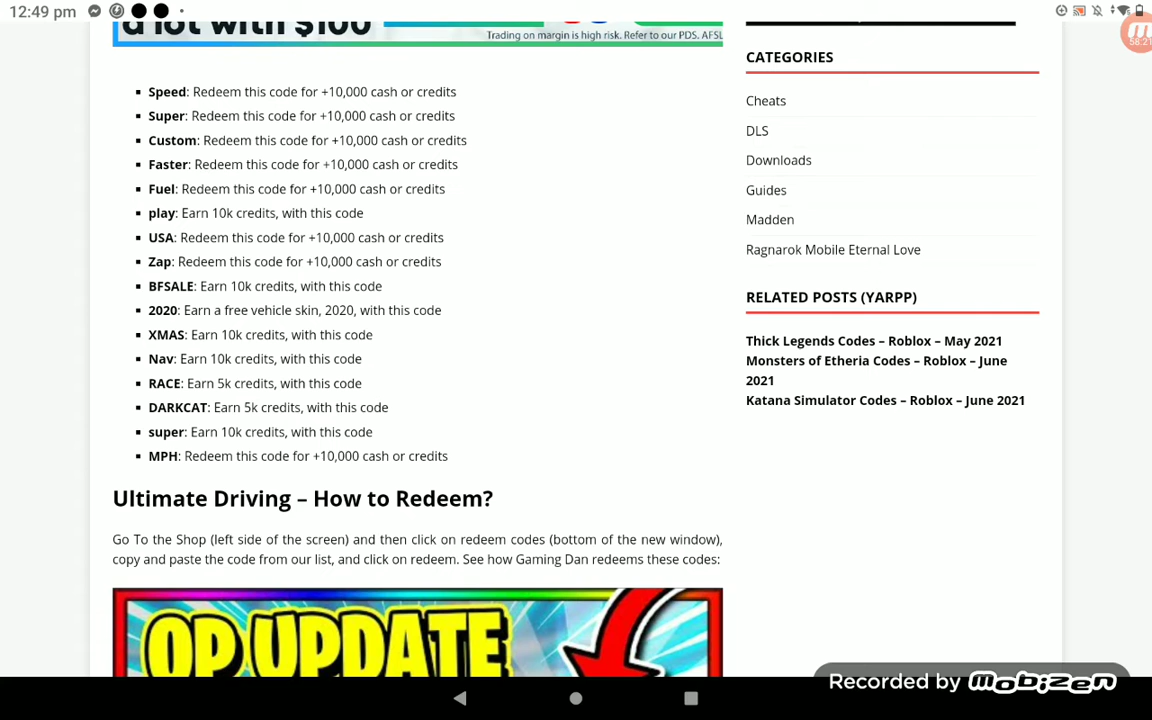 12:49 pm
a lot with $100
Trading on margin is high risk. Refer to our PDS. AFSL
58:21
Speed: Redeem this code for +10,000 cash or credits
Super: Redeem this code for +10,000 cash or credits
Custom: Redeem this code for +10,000 cash or credits
Faster: Redeem this code for +10,000 cash or credits
Fuel: Redeem this code for +10,000 cash or credits
play: Earn 10k credits, with this code
USA: Redeem this code for +10,000 cash or credits
Zap: Redeem this code for +10,000 cash or credits
BFSALE: Earn 10k credits, with this code
2020: Earn a free vehicle skin, 2020, with this code
XMAS: Earn 10k credits, with this code
Nav: Earn 10k credits, with this code
RACE: Earn 5k credits, with this code
DARKCAT: Earn 5k credits, with this code
super: Earn 10k credits, with this code
MPH: Redeem this code for +10,000 cash or credits
Ultimate Driving – How to Redeem?
Go To the Shop (left side of the screen) and then click on redeem codes (bottom of the new window),
copy and paste the code from our list, and click on redeem. See how Gaming Dan redeems these codes:
OP UPDATE
CATEGORIES
Cheats
DLS
Downloads
Guides
Madden
Ragnarok Mobile Eternal Love
RELATED POSTS (YARPP)
Thick Legends Codes – Roblox – May 2021
Monsters of Etheria Codes – Roblox – June
2021
Katana Simulator Codes – Roblox – June 2021
Recorded by mobizen